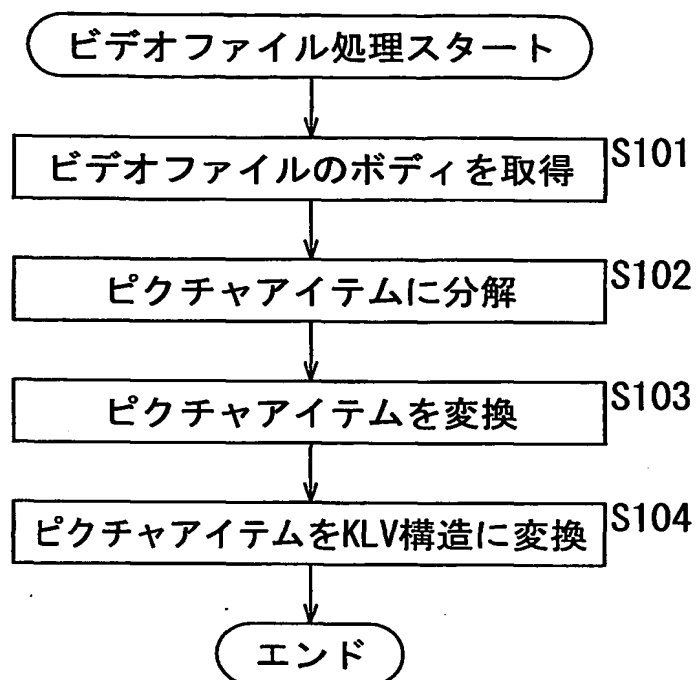 ビデオファイル処理スタート
ビデオファイルのボディを取得 S101
ピクチャアイテムに分解 S102
ピクチャアイテムを変換 S103
ピクチャアイテムをKLV構造に変換 S104
エンド